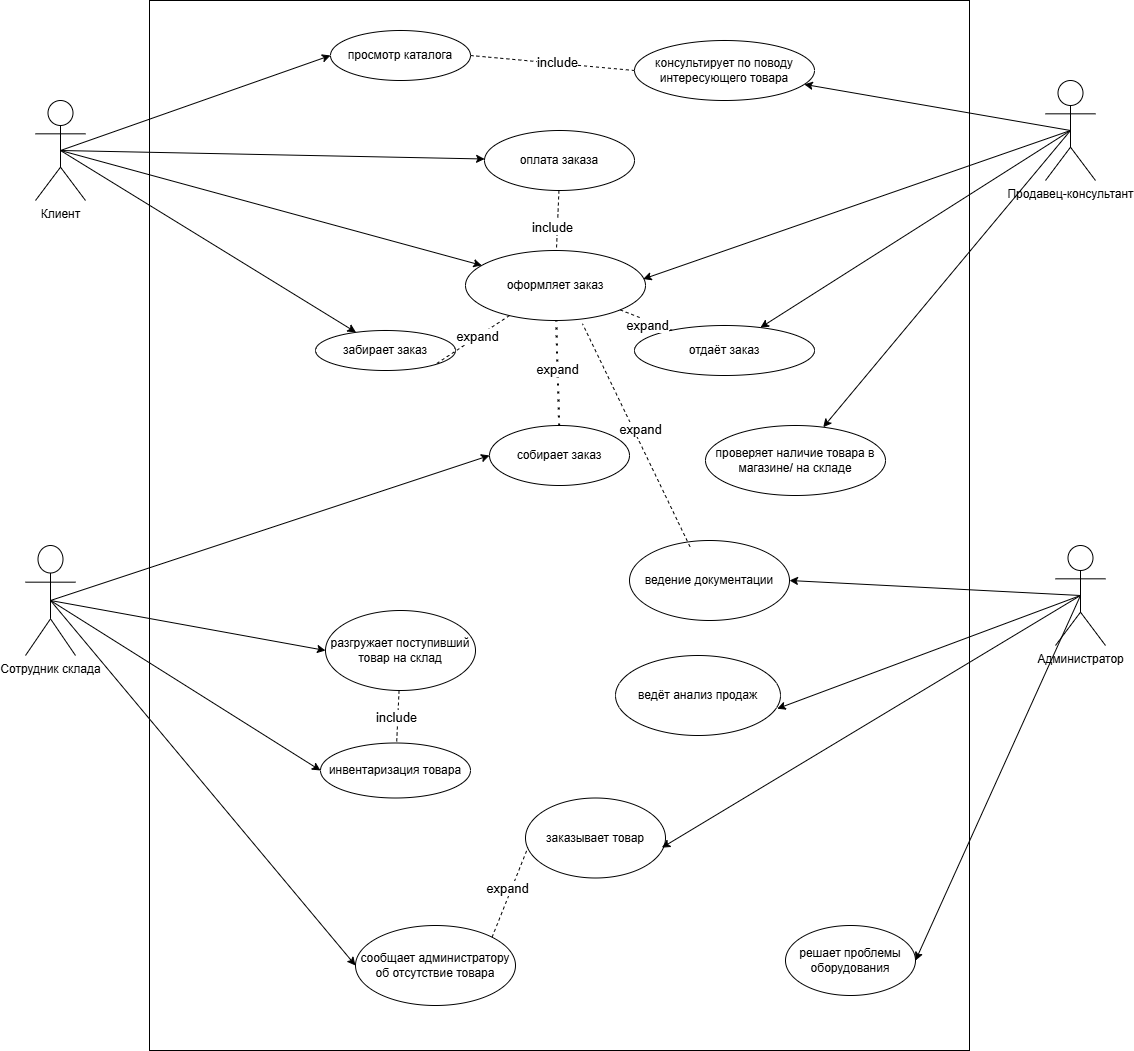 просмотр каталога
include
консультирует по поводу
интересующего товара
Клиент
Продавец-консультант
оплата заказа
include
оформляет заказ
забирает заказ
expand
expand
отдаёт заказ
expand
собирает заказ
expand
проверяет наличие товара в
магазине/ на складе
Сотрудник склада
Администратор
ведение документации
разгружает поступивший
товар на склад
include
ведёт анализ продаж
инвентаризация товара
заказывает товар
expand
сообщает администратору
об отсутствие товара
решает проблемы
оборудования